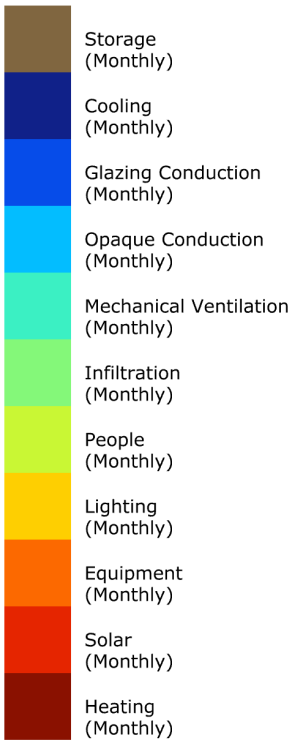 Storage
(Monthly)
Cooling
(Monthly)
Glazing Conduction
(Monthly)
Opaque Conduction
(Monthly)
Mechanical Ventilation
(Monthly)
Infiltration
(Monthly)
People
(Monthly)
Lighting
(Monthly)
Equipment
(Monthly)
Solar
(Monthly)
Heating
(Monthly)